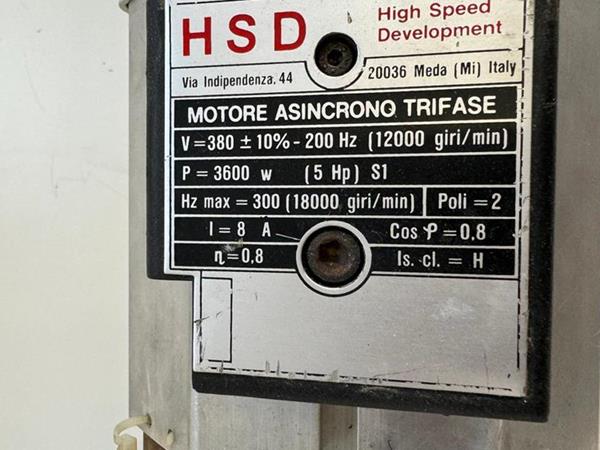 HSD High Speed
Development
Via Indipendenza, 44 20036 Meda (Mi) Italy
MOTORE ASINCRONO TRIFASE
V=380 ± 10% - 200 Hz (12000 giri/min)
P = 3600 w (5 Hp) S1
Hz max = 300 (18000 giri/min) Poli = 2
I = 8 A Cos φ = 0,8
η = 0,8 Is. cl. = H